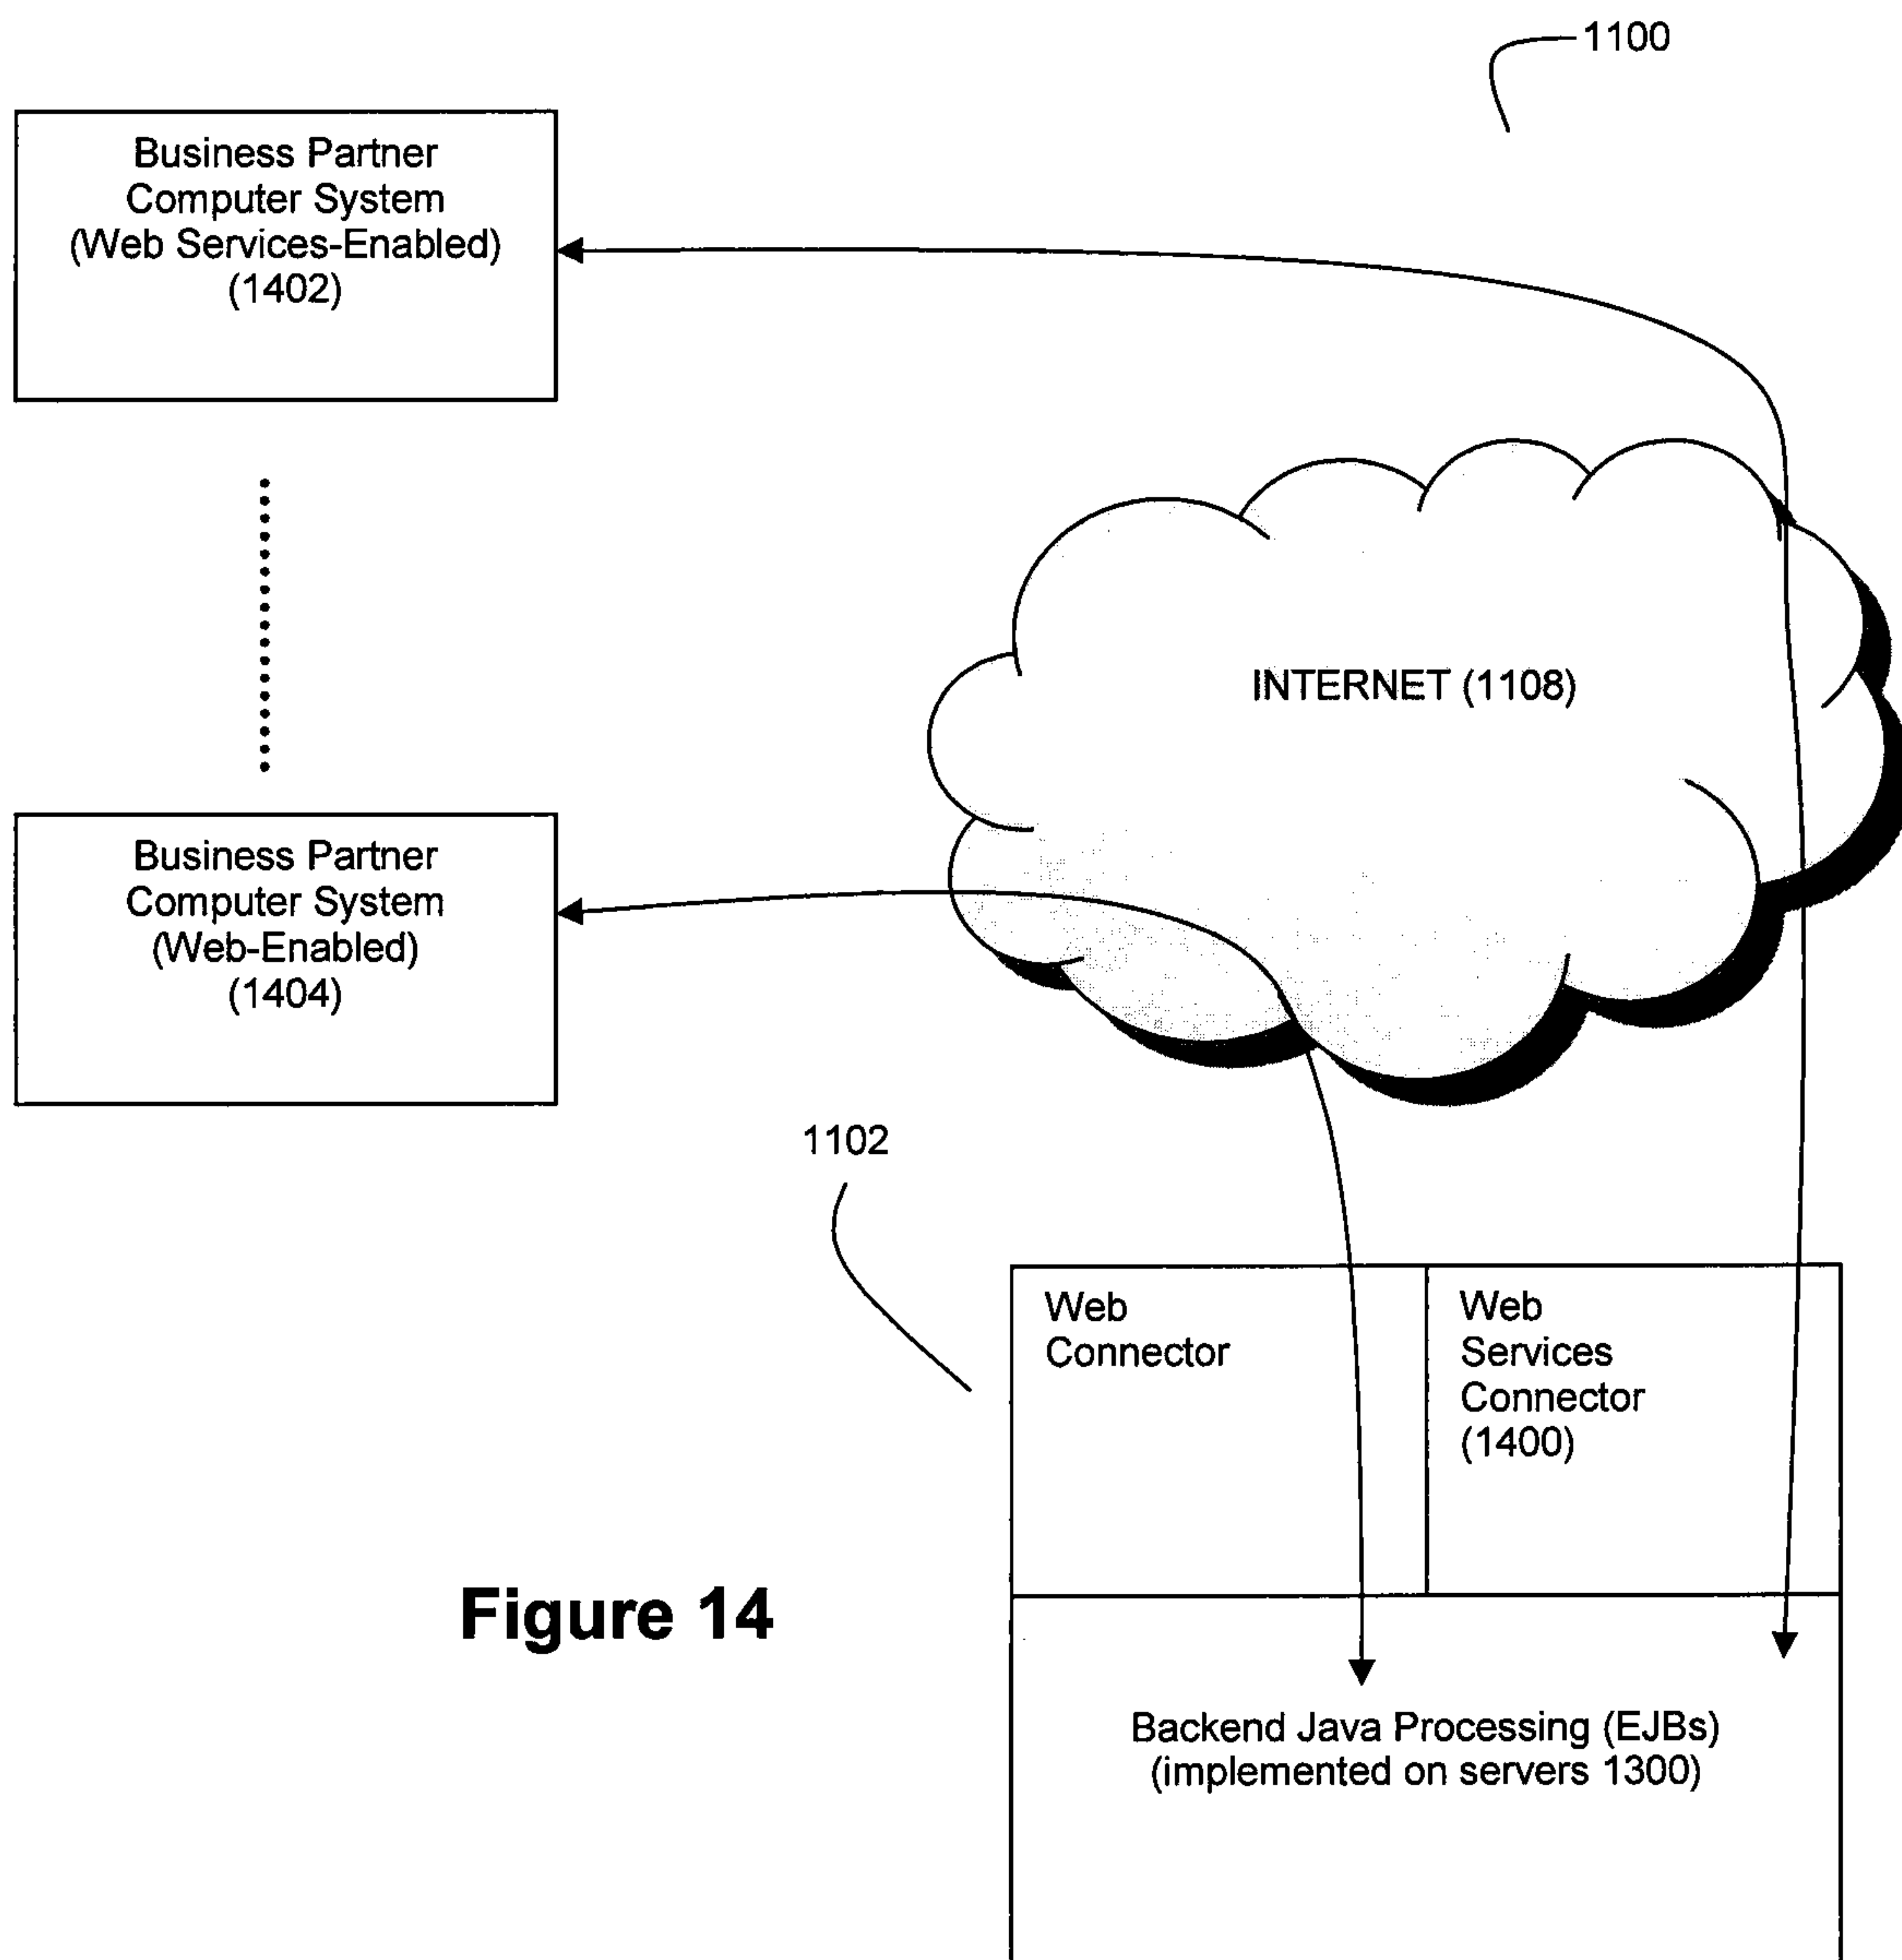 1100
Business Partner
Computer System
(Web Services-Enabled)
(1402)
INTERNET (1108)
Business Partner
Computer System
(Web-Enabled)
(1404)
1102
Web
Connector
Web
Services
Connector
(1400)
Figure 14
Backend Java Processing (EJBs)
(implemented on servers 1300)